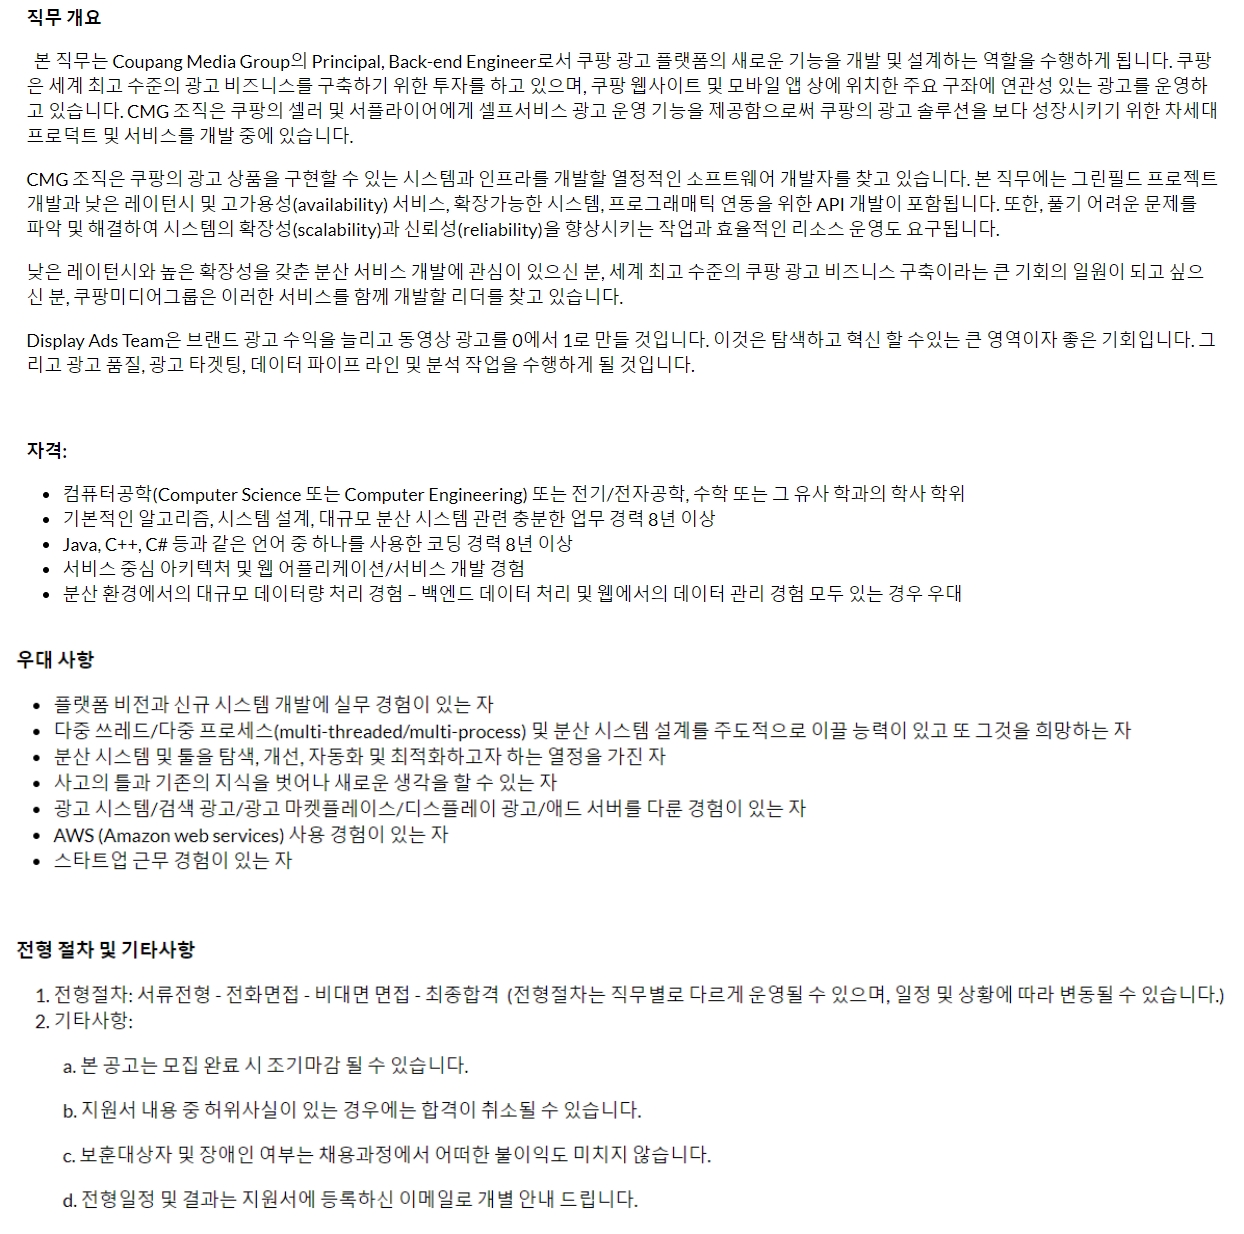 직무 개요
본 직무는 Coupang Media Group의 Principal, Back-end Engineer로서 쿠팡 광고 플랫폼의 새로운 기능을 개발 및 설계하는 역할을 수행하게 됩니다. 쿠팡
은 세계 최고 수준의 광고 비즈니스를 구축하기 위한 투자를 하고 있으며, 쿠팡 웹사이트 및 모바일 앱 상에 위치한 주요 구좌에 연관성 있는 광고를 운영하
고 있습니다. CMG 조직은 쿠팡의 셀러 및 서플라이어에게 셀프서비스 광고 운영 기능을 제공함으로써 쿠팡의 광고 솔루션을 보다 성장시키기 위한 차세대
프로덕트 및 서비스를 개발 중에 있습니다.
CMG 조직은 쿠팡의 광고 상품을 구현할 수 있는 시스템과 인프라를 개발할 열정적인 소프트웨어 개발자를 찾고 있습니다. 본 직무에는 그린필드 프로젝트
개발과 낮은 레이턴시 및 고가용성(availability) 서비스, 확장가능한 시스템, 프로그래매틱 연동을 위한 API 개발이 포함됩니다. 또한, 풀기 어려운 문제를
파악 및 해결하여 시스템의 확장성(scalability)과 신뢰성(reliability)을 향상시키는 작업과 효율적인 리소스 운영도 요구됩니다.
낮은 레이턴시와 높은 확장성을 갖춘 분산 서비스 개발에 관심이 있으신 분, 세계 최고 수준의 쿠팡 광고 비즈니스 구축이라는 큰 기회의 일원이 되고 싶으
신 분, 쿠팡미디어그룹은 이러한 서비스를 함께 개발할 리더를 찾고 있습니다.
Display Ads Team은 브랜드 광고 수익을 늘리고 동영상 광고를 0에서 1로 만들 것입니다. 이것은 탐색하고 혁신 할 수있는 큰 영역이자 좋은 기회입니다. 그
리고 광고 품질, 광고 타겟팅, 데이터 파이프 라인 및 분석 작업을 수행하게 될 것입니다.
자격:
• 컴퓨터공학(Computer Science 또는 Computer Engineering) 또는 전기/전자공학, 수학 또는 그 유사 학과의 학사 학위
• 기본적인 알고리즘, 시스템 설계, 대규모 분산 시스템 관련 충분한 업무 경력 8년 이상
• Java, C++, C# 등과 같은 언어 중 하나를 사용한 코딩 경력 8년 이상
• 서비스 중심 아키텍처 및 웹 어플리케이션/서비스 개발 경험
• 분산 환경에서의 대규모 데이터량 처리 경험 – 백엔드 데이터 처리 및 웹에서의 데이터 관리 경험 모두 있는 경우 우대
우대 사항
• 플랫폼 비전과 신규 시스템 개발에 실무 경험이 있는 자
• 다중 쓰레드/다중 프로세스(multi-threaded/multi-process) 및 분산 시스템 설계를 주도적으로 이끌 능력이 있고 또 그것을 희망하는 자
• 분산 시스템 및 툴을 탐색, 개선, 자동화 및 최적화하고자 하는 열정을 가진 자
• 사고의 틀과 기존의 지식을 벗어나 새로운 생각을 할 수 있는 자
• 광고 시스템/검색 광고/광고 마켓플레이스/디스플레이 광고/애드 서버를 다룬 경험이 있는 자
• AWS (Amazon web services) 사용 경험이 있는 자
• 스타트업 근무 경험이 있는 자
전형 절차 및 기타사항
1. 전형절차: 서류전형 - 전화면접 - 비대면 면접 - 최종합격 (전형절차는 직무별로 다르게 운영될 수 있으며, 일정 및 상황에 따라 변동될 수 있습니다.)
2. 기타사항:
a. 본 공고는 모집 완료 시 조기마감 될 수 있습니다.
b. 지원서 내용 중 허위사실이 있는 경우에는 합격이 취소될 수 있습니다.
c. 보훈대상자 및 장애인 여부는 채용과정에서 어떠한 불이익도 미치지 않습니다.
d. 전형일정 및 결과는 지원서에 등록하신 이메일로 개별 안내 드립니다.